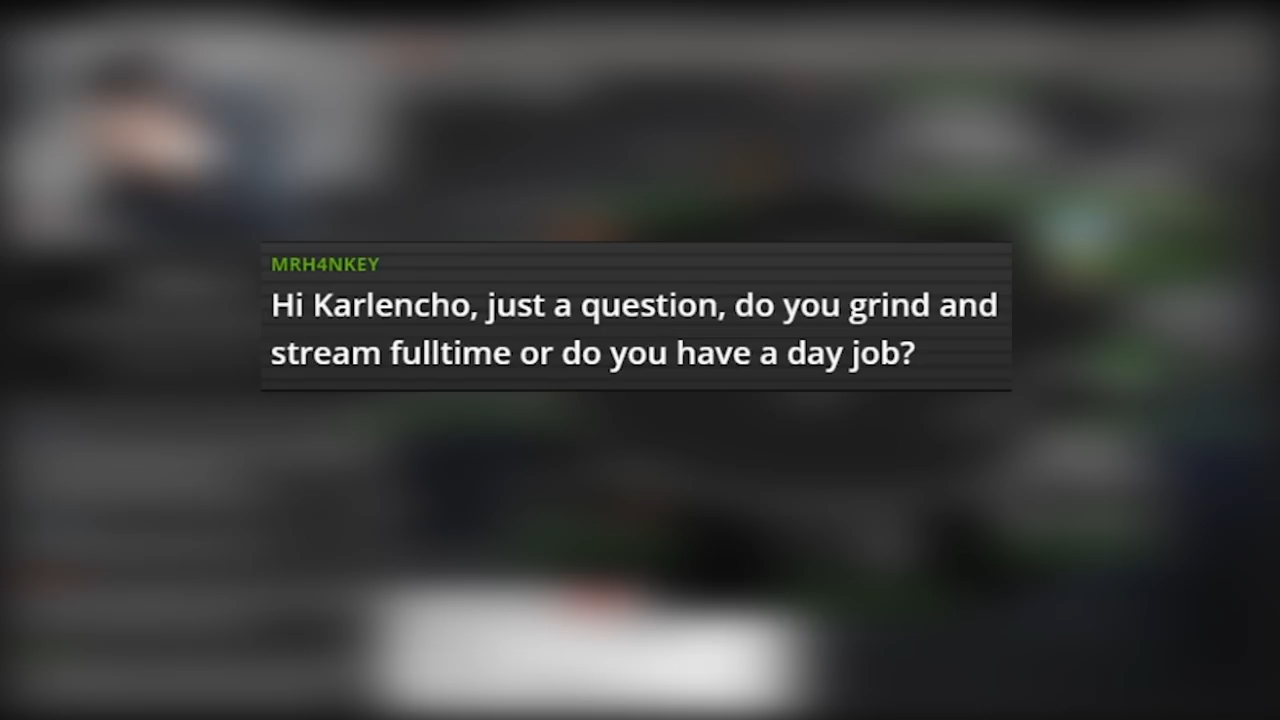 MRH4NKEY
Hi Karlencho, just a question, do you grind and
stream fulltime or do you have a day job?